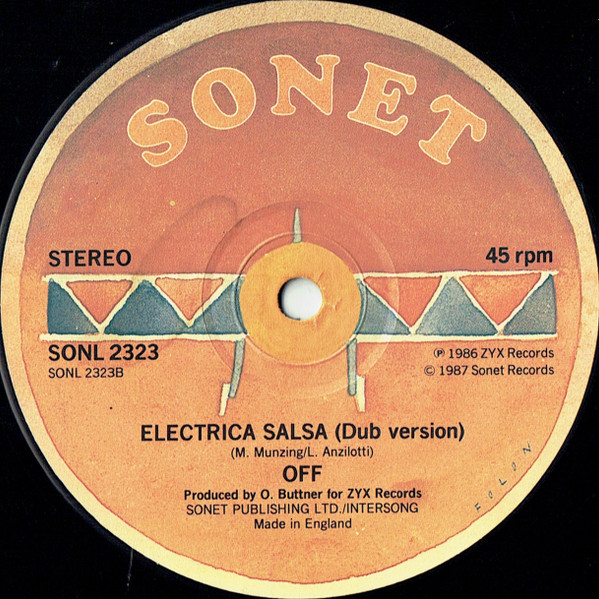 SONET
STEREO
45 rpm
SONL 2323
SONL 2323B
℗ 1986 ZYX Records
© 1987 Sonet Records
ELECTRICA SALSA (Dub version)
(M. Munzing/L. Anzilotti)
OFF
Produced by O. Buttner for ZYX Records
SONET PUBLISHING LTD./INTERSONG
Made in England
FOLON